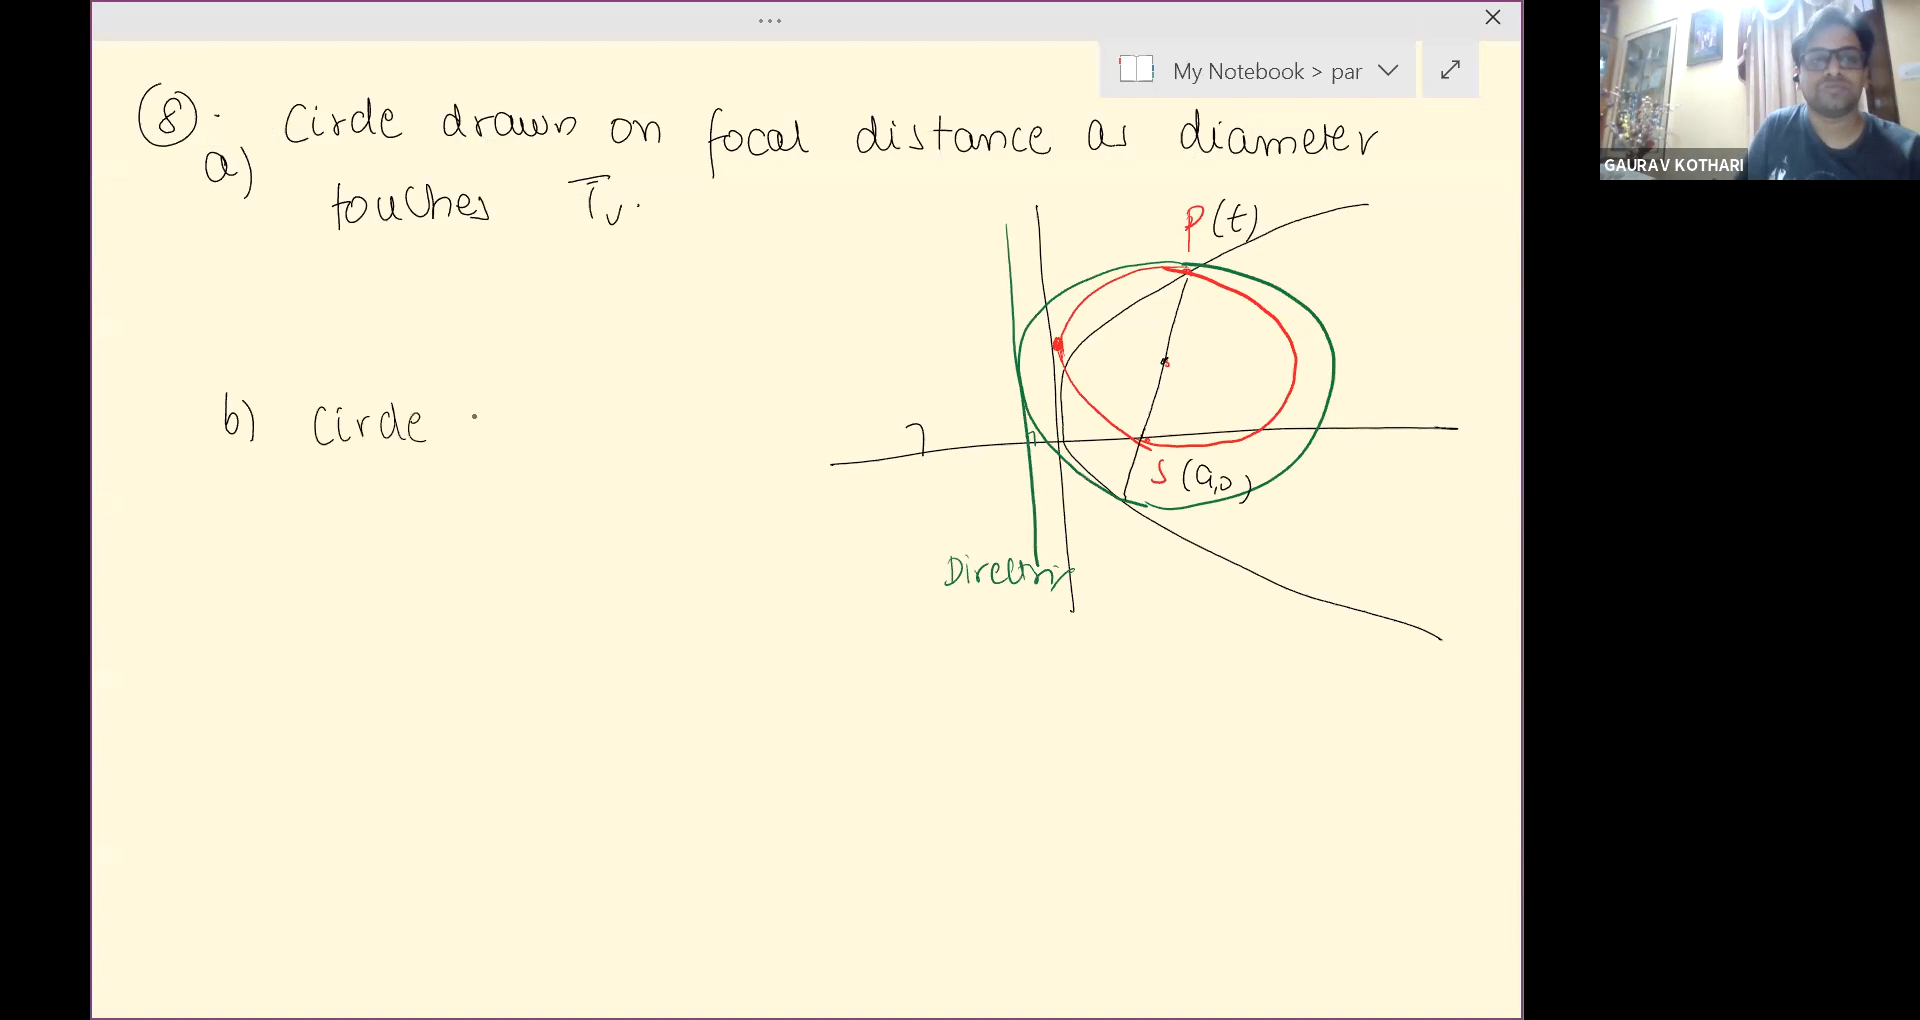 My Notebook > par
GAURAV KOTHARI
(8). Circle drawn on focal distance as diameter
a) touches Tv.
P(t)
b) Circle
S (a,0)
Directrix